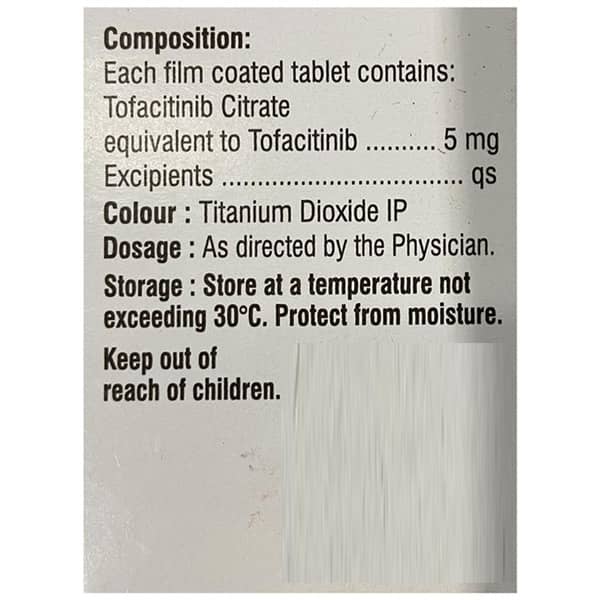 Composition:
Each film coated tablet contains:
Tofacitinib Citrate
equivalent to Tofacitinib .......... 5 mg
Excipients .................................. qs
Colour : Titanium Dioxide IP
Dosage : As directed by the Physician.
Storage : Store at a temperature not
exceeding 30°C. Protect from moisture.
Keep out of
reach of children.